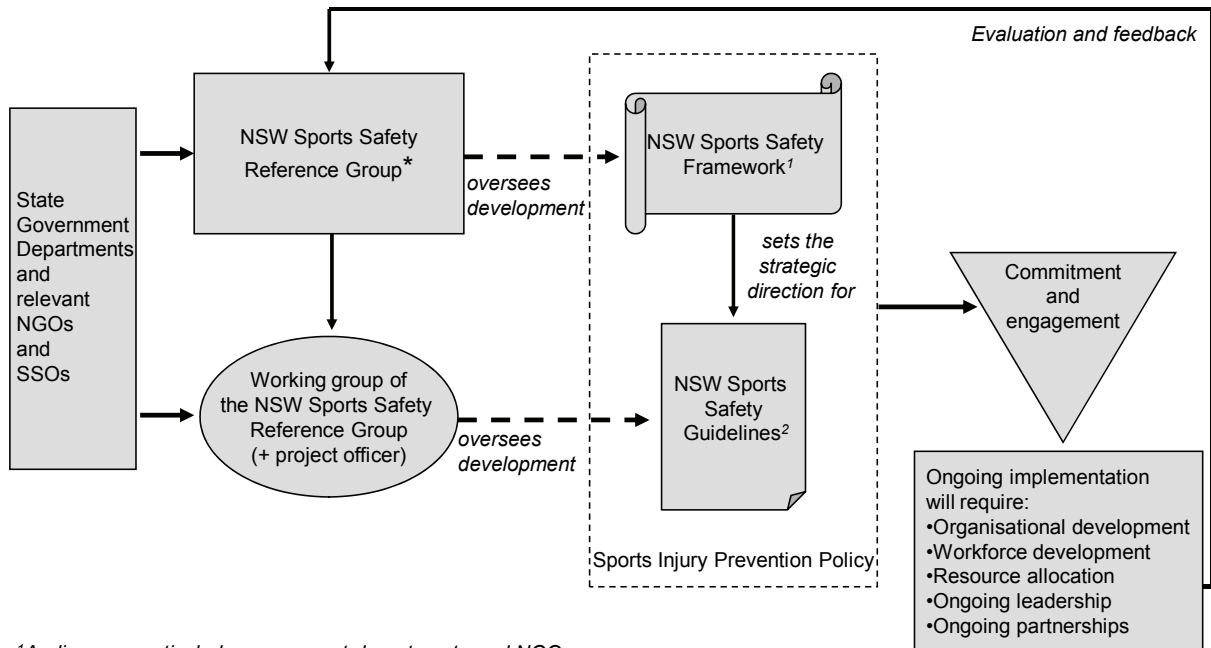 Evaluation and feedback
State
Government
Departments
and
relevant
NGOs
and
SSOs
NSW Sports Safety
Reference Group*
oversees
development
NSW Sports Safety
Framework¹
sets the
strategic
direction for
Working group of
the NSW Sports Safety
Reference Group
(+ project officer)
oversees
development
NSW Sports
Safety
Guidelines²
Sports Injury Prevention Policy
Commitment
and
engagement
Ongoing implementation
will require:
•Organisational development
•Workforce development
•Resource allocation
•Ongoing leadership
•Ongoing partnerships